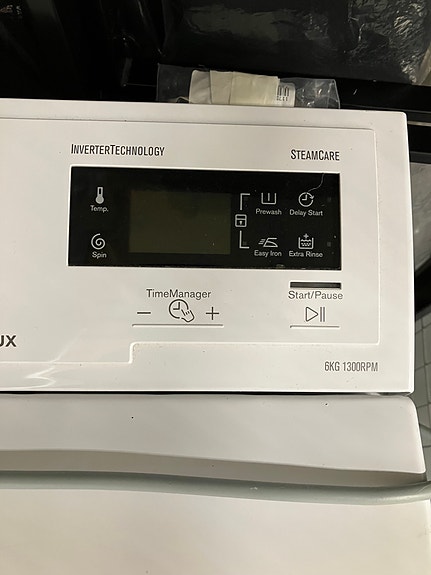 INVERTERTECHNOLOGY
STEAMCARE
Temp.
Prewash
Delay Start
Spin
Easy Iron
Extra Rinse
TimeManager
Start/Pause
− +
UX
6KG 1300RPM